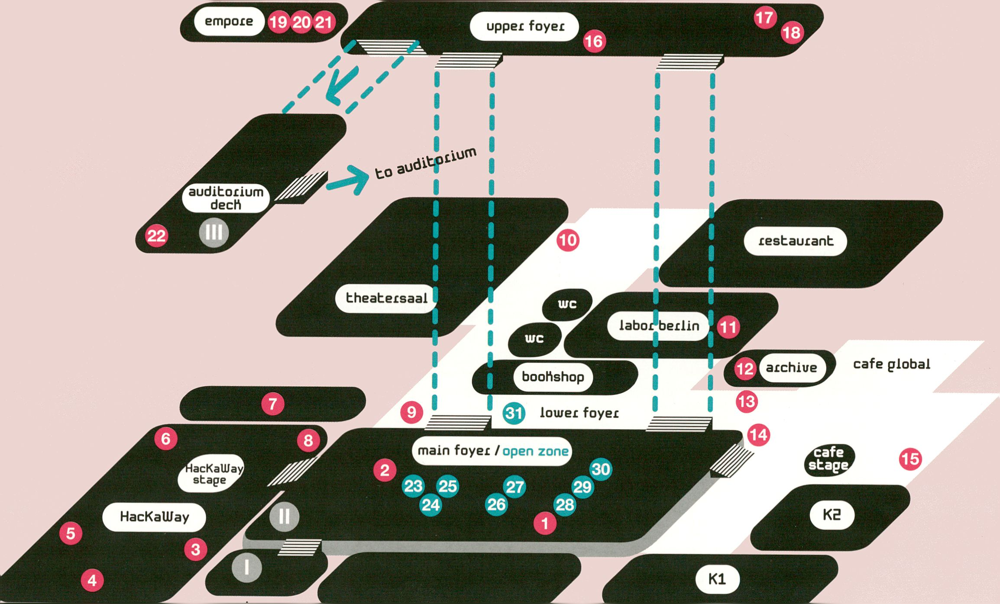 empore 19 20 21
upper foyer
16
17
18
to auditorium
auditorium
deck
22
III
theatersaal
10
restaurant
wc
wc
labor berlin
11
bookshop
12 archive
cafe global
13
7
9
31
lower foyer
14
6
8
main foyer / open zone
HacKaWay
stage
cafe
stage
15
2
23
25
24
27
26
30
29
28
1
HacKaWay
II
K2
5
3
4
I
K1